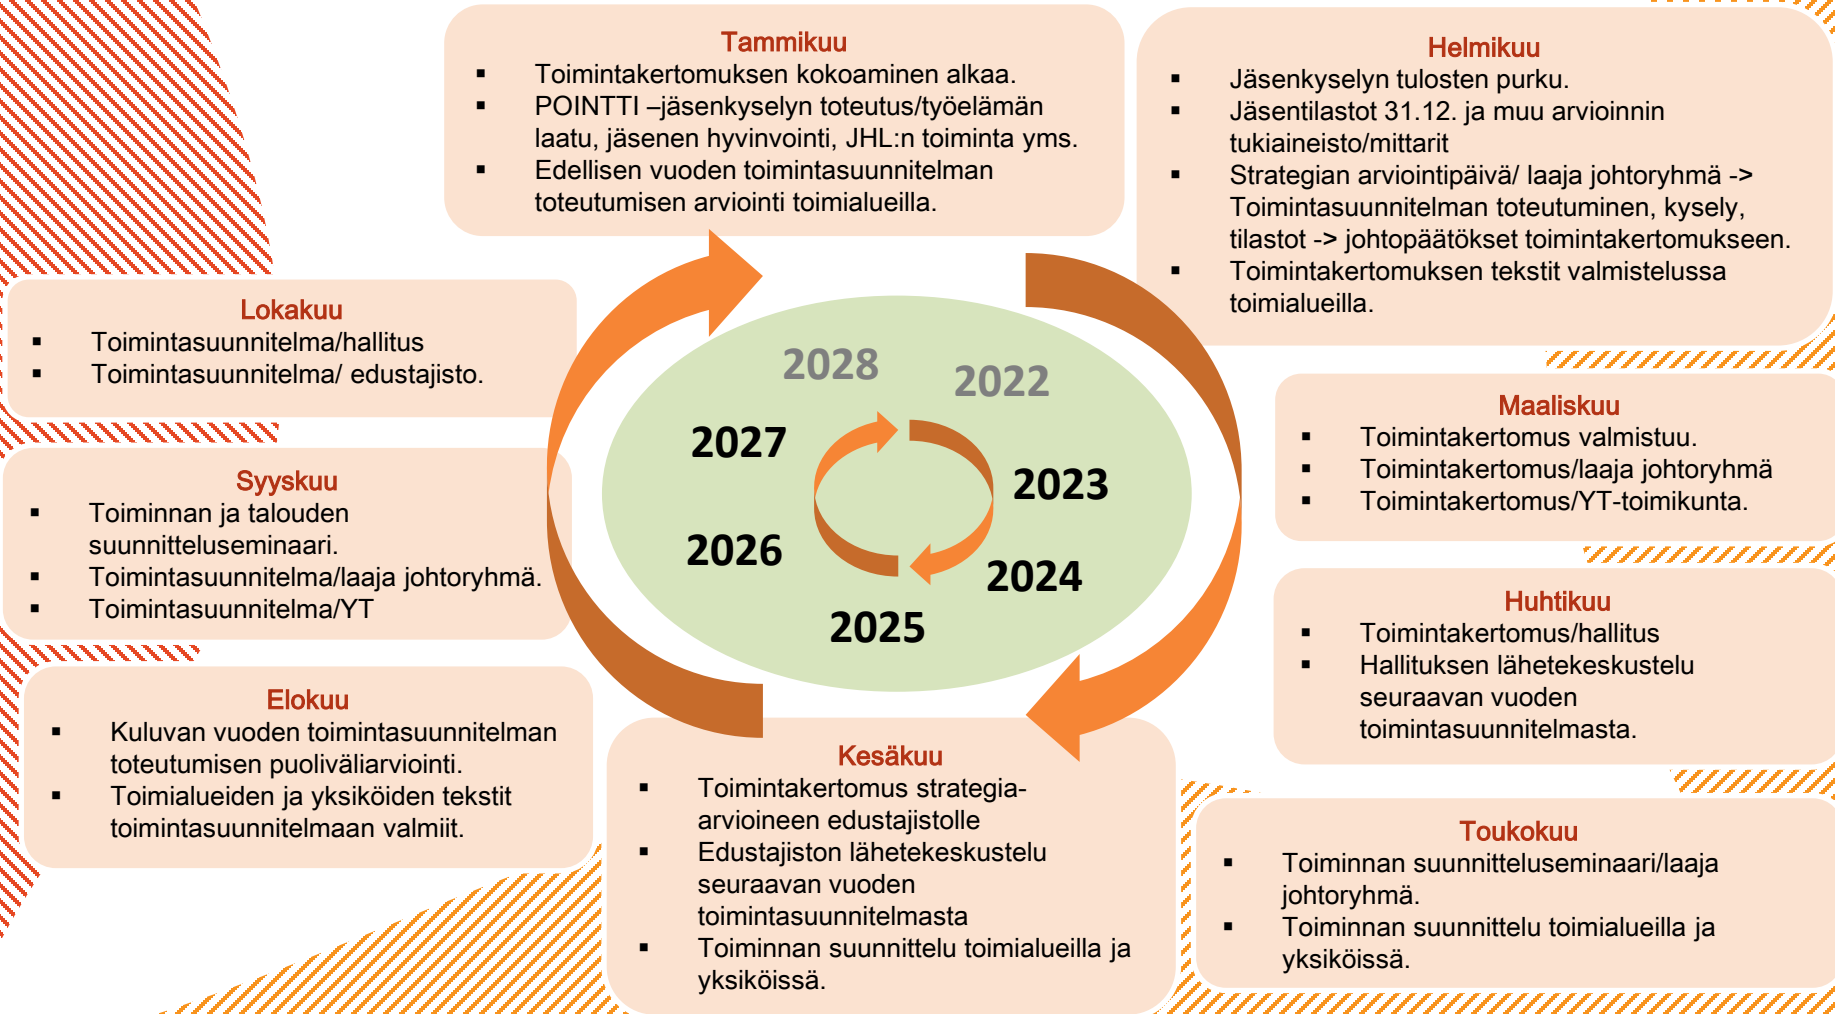 Tammikuu
▪ Toimintakertomuksen kokoaminen alkaa.
▪ POINTTI –jäsenkyselyn toteutus/työelämän
laatu, jäsenen hyvinvointi, JHL:n toiminta yms.
▪ Edellisen vuoden toimintasuunnitelman
toteutumisen arviointi toimialueilla.
Helmikuu
▪ Jäsenkyselyn tulosten purku.
▪ Jäsentilastot 31.12. ja muu arvioinnin
tukiaineisto/mittarit
▪ Strategian arviointipäivä/ laaja johtoryhmä ->
Toimintasuunnitelman toteutuminen, kysely,
tilastot -> johtopäätökset toimintakertomukseen.
▪ Toimintakertomuksen tekstit valmistelussa
toimialueilla.
Maaliskuu
▪ Toimintakertomus valmistuu.
▪ Toimintakertomus/laaja johtoryhmä
▪ Toimintakertomus/YT-toimikunta.
Huhtikuu
▪ Toimintakertomus/hallitus
▪ Hallituksen lähetekeskustelu
seuraavan vuoden
toimintasuunnitelmasta.
Toukokuu
▪ Toiminnan suunnitteluseminaari/laaja
johtoryhmä.
▪ Toiminnan suunnittelu toimialueilla ja
yksiköissä.
Kesäkuu
▪ Toimintakertomus strategia-
arvioineen edustajistolle
▪ Edustajiston lähetekeskustelu
seuraavan vuoden
toimintasuunnitelmasta
▪ Toiminnan suunnittelu toimialueilla ja
yksiköissä.
Elokuu
▪ Kuluvan vuoden toimintasuunnitelman
toteutumisen puoliväliarviointi.
▪ Toimialueiden ja yksiköiden tekstit
toimintasuunnitelmaan valmiit.
Syyskuu
▪ Toiminnan ja talouden
suunnitteluseminaari.
▪ Toimintasuunnitelma/laaja johtoryhmä.
▪ Toimintasuunnitelma/YT
Lokakuu
▪ Toimintasuunnitelma/hallitus
▪ Toimintasuunnitelma/ edustajisto.
2022
2023
2024
2025
2026
2027
2028